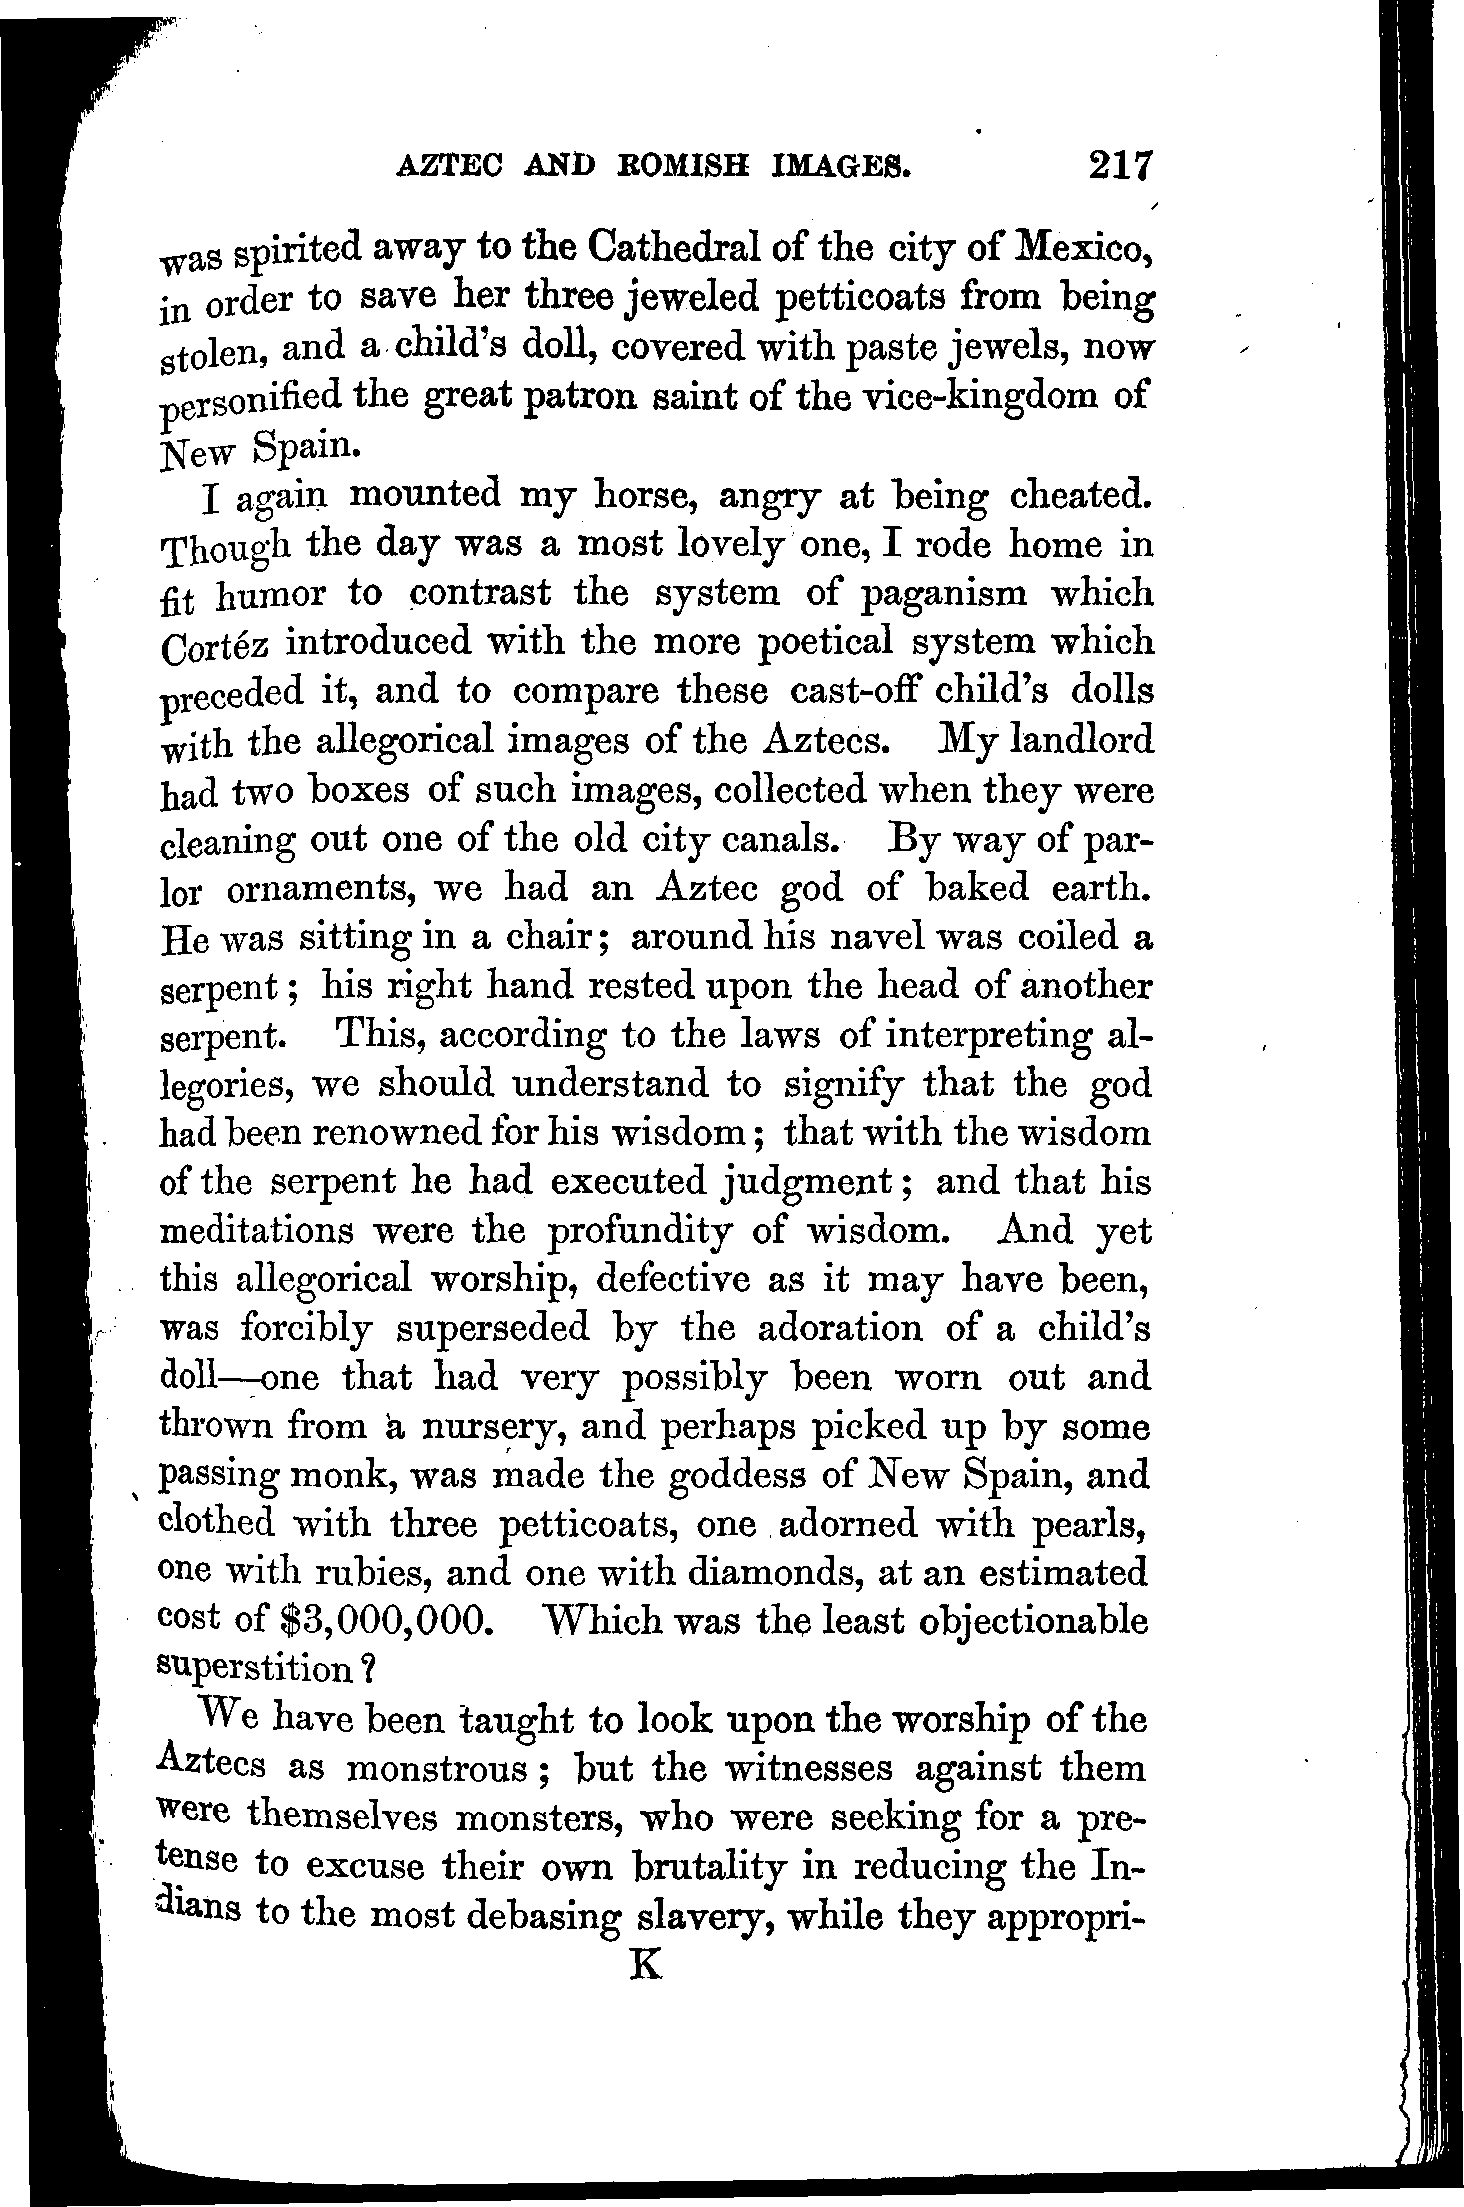 AZTEC AND ROMISH IMAGES. 217
was spirited away to the Cathedral of the city of Mexico,
in order to save her three jeweled petticoats from being
stolen, and a child's doll, covered with paste jewels, now
personified the great patron saint of the vice-kingdom of
New Spain.
I again mounted my horse, angry at being cheated.
Though the day was a most lovely one, I rode home in
fit humor to contrast the system of paganism which
Cortéz introduced with the more poetical system which
preceded it, and to compare these cast-off child's dolls
with the allegorical images of the Aztecs. My landlord
had two boxes of such images, collected when they were
cleaning out one of the old city canals. By way of par-
lor ornaments, we had an Aztec god of baked earth.
He was sitting in a chair; around his navel was coiled a
serpent; his right hand rested upon the head of another
serpent. This, according to the laws of interpreting al-
legories, we should understand to signify that the god
had been renowned for his wisdom; that with the wisdom
of the serpent he had executed judgment; and that his
meditations were the profundity of wisdom. And yet
this allegorical worship, defective as it may have been,
was forcibly superseded by the adoration of a child's
doll—one that had very possibly been worn out and
thrown from a nursery, and perhaps picked up by some
passing monk, was made the goddess of New Spain, and
clothed with three petticoats, one adorned with pearls,
one with rubies, and one with diamonds, at an estimated
cost of $3,000,000. Which was the least objectionable
superstition?
We have been taught to look upon the worship of the
Aztecs as monstrous; but the witnesses against them
were themselves monsters, who were seeking for a pre-
tense to excuse their own brutality in reducing the In-
dians to the most debasing slavery, while they appropri-
K